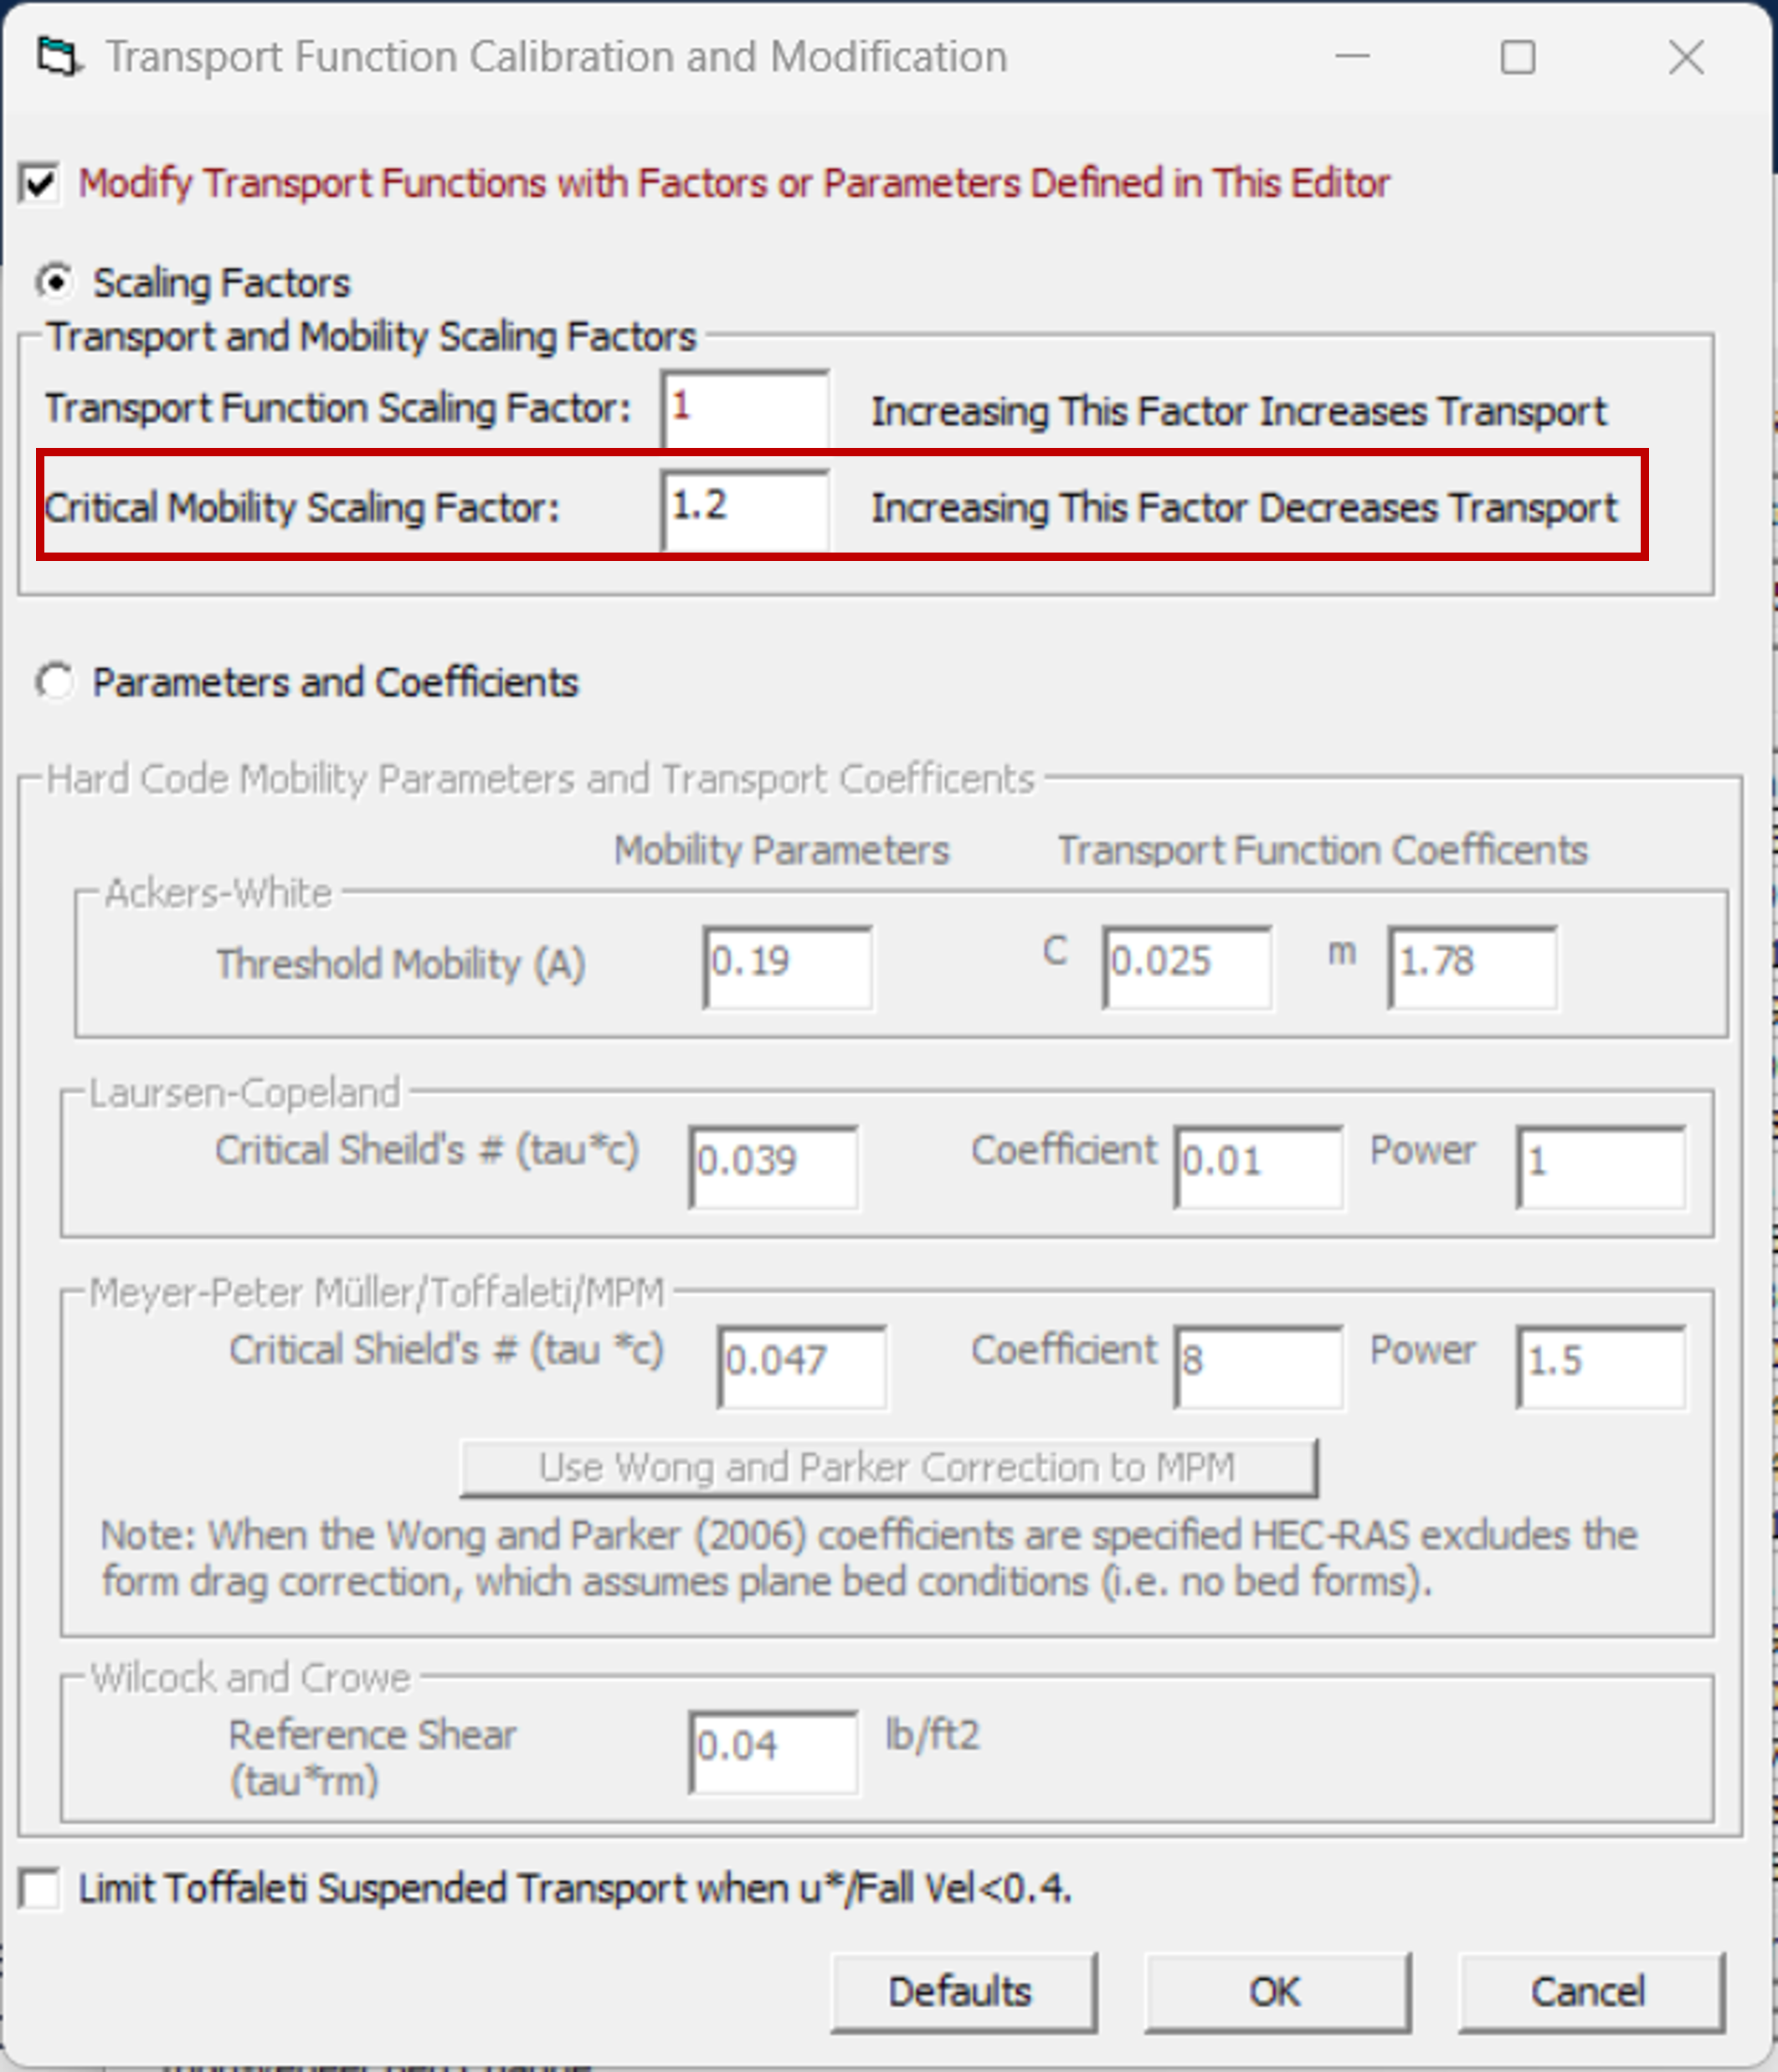 Transport Function Calibration and Modification
Modify Transport Functions with Factors or Parameters Defined in This Editor
Scaling Factors
Transport and Mobility Scaling Factors
Transport Function Scaling Factor: 1 Increasing This Factor Increases Transport
Critical Mobility Scaling Factor: 1.2 Increasing This Factor Decreases Transport
Parameters and Coefficients
Hard Code Mobility Parameters and Transport Coefficents
Mobility Parameters Transport Function Coefficents
Ackers-White
Threshold Mobility (A) 0.19 C 0.025 m 1.78
Laursen-Copeland
Critical Sheild's # (tau*c) 0.039 Coefficient 0.01 Power 1
Meyer-Peter Müller/Toffaleti/MPM
Critical Shield's # (tau *c) 0.047 Coefficient 8 Power 1.5
Use Wong and Parker Correction to MPM
Note: When the Wong and Parker (2006) coefficients are specified HEC-RAS excludes the
form drag correction, which assumes plane bed conditions (i.e. no bed forms).
Wilcock and Crowe
Reference Shear 0.04 lb/ft2
(tau*rm)
Limit Toffaleti Suspended Transport when u*/Fall Vel<0.4.
Defaults OK Cancel